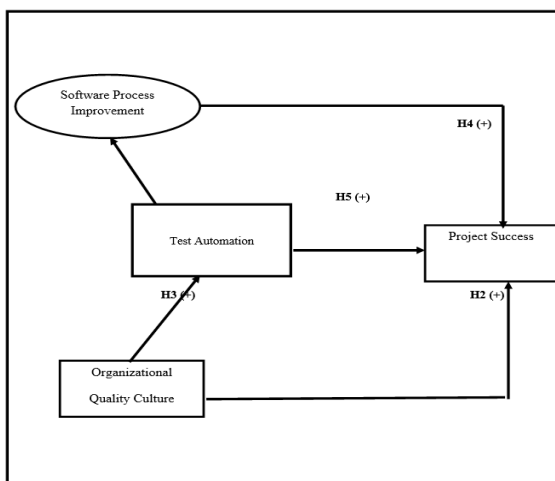 Software Process
Improvement
H4 (+)
H5 (+)
Test Automation
Project Success
H3 (+)
H2 (+)
Organizational
Quality Culture